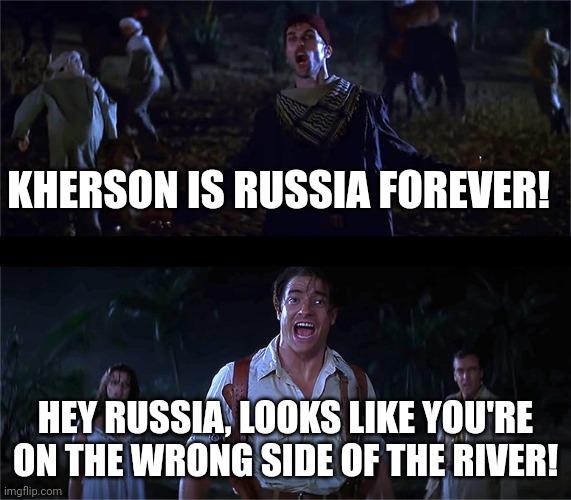 KHERSON IS RUSSIA FOREVER!
HEY RUSSIA, LOOKS LIKE YOU'RE
ON THE WRONG SIDE OF THE RIVER!
imgflip.com